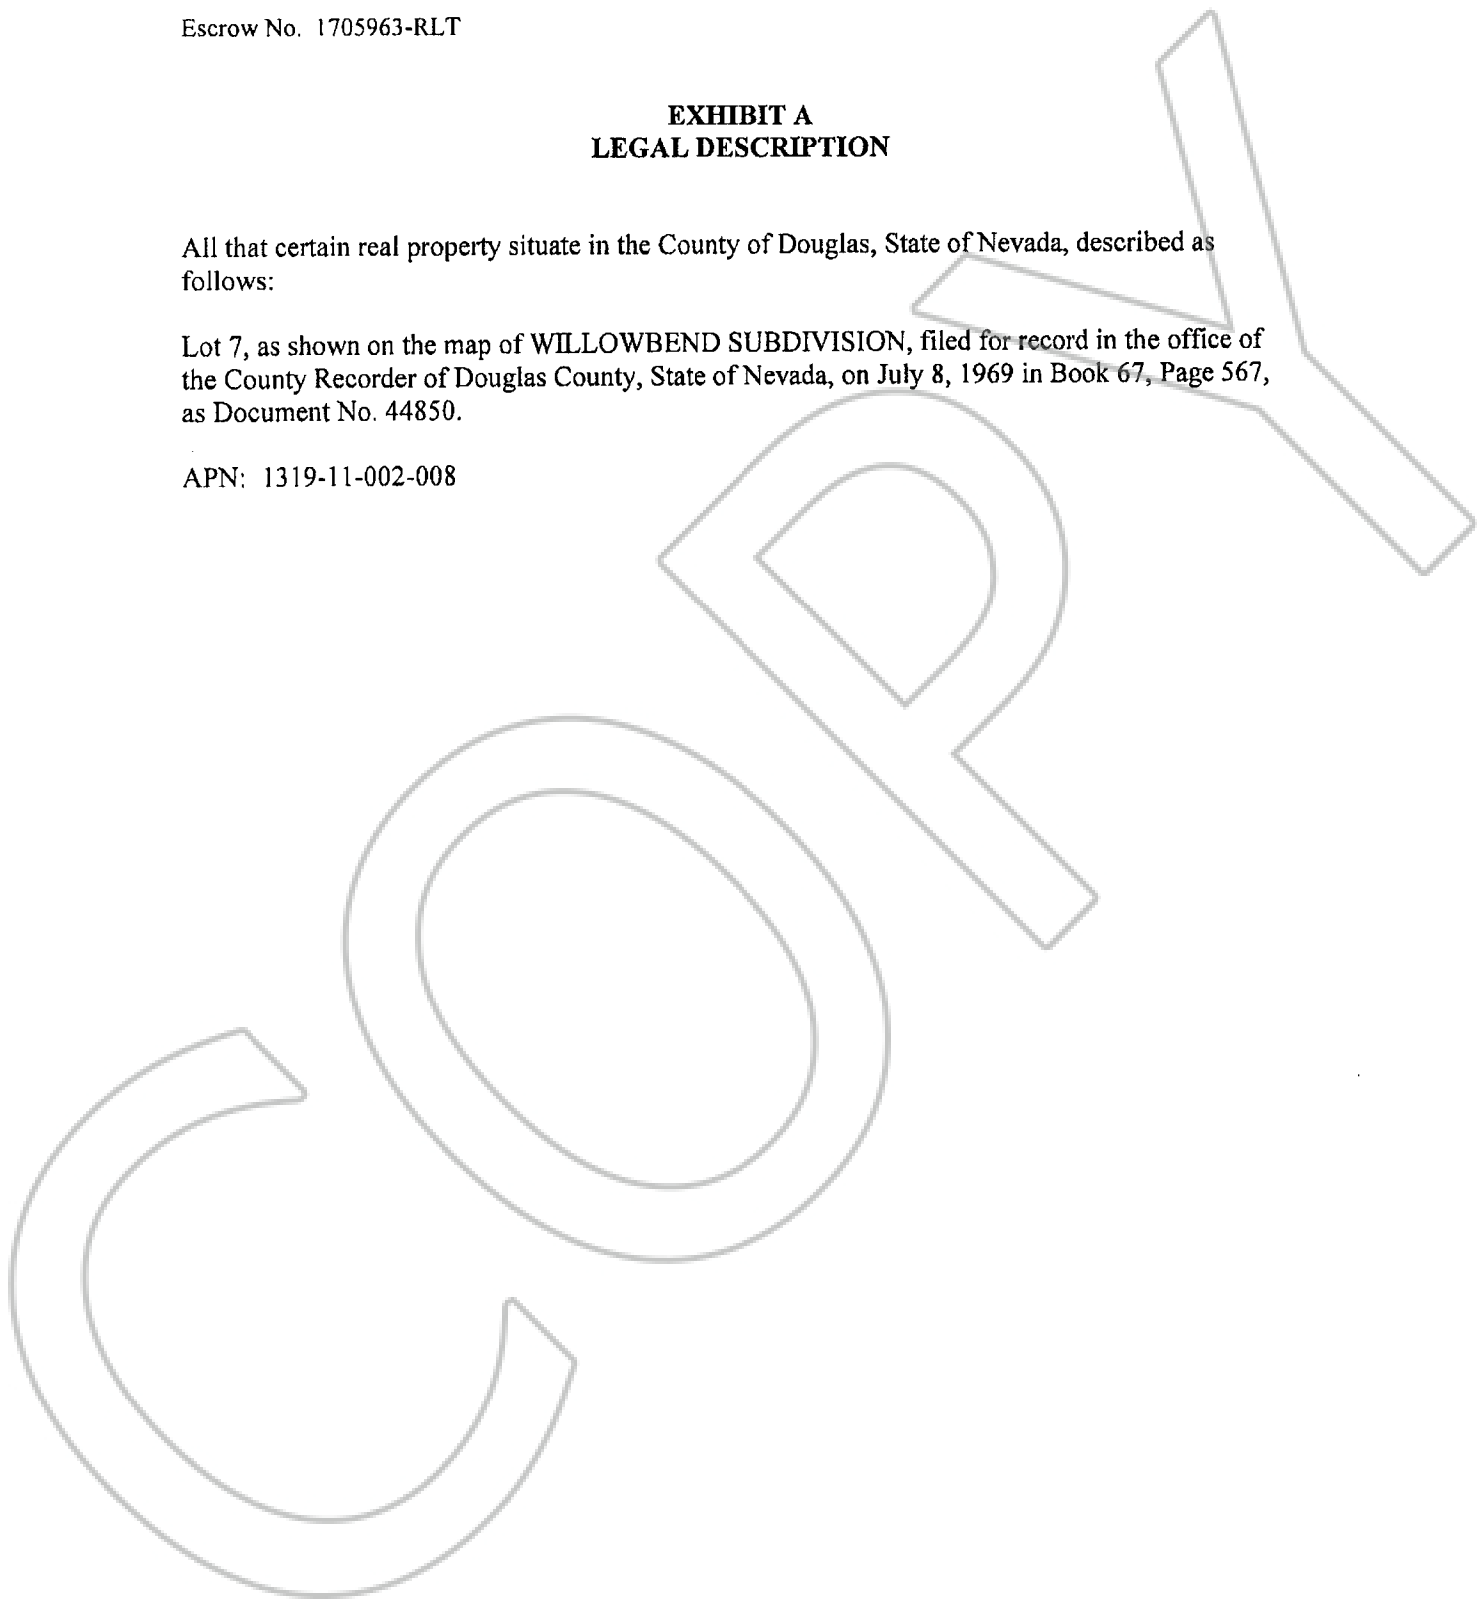 Escrow No. 1705963-RLT
EXHIBIT A
LEGAL DESCRIPTION
All that certain real property situate in the County of Douglas, State of Nevada, described as
follows:
Lot 7, as shown on the map of WILLOWBEND SUBDIVISION, filed for record in the office of
the County Recorder of Douglas County, State of Nevada, on July 8, 1969 in Book 67, Page 567,
as Document No. 44850.
APN: 1319-11-002-008
COPY